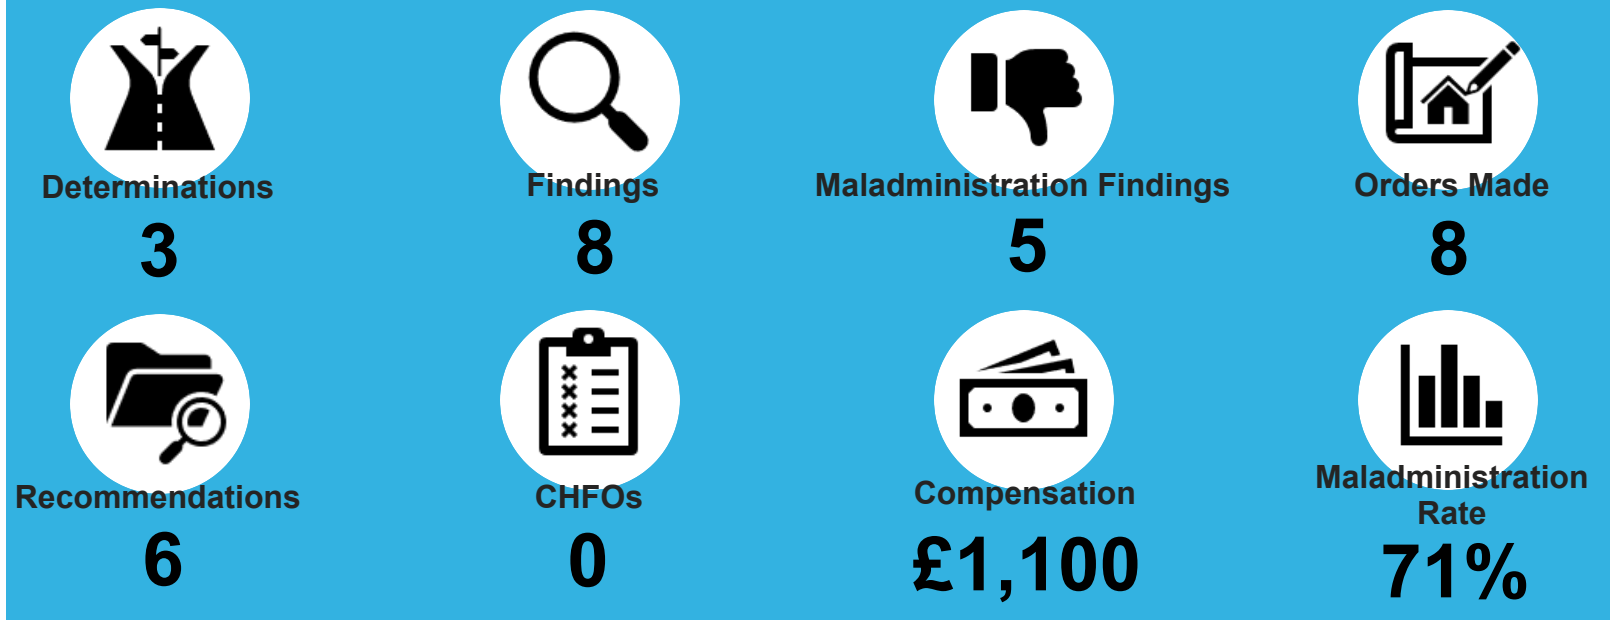 Determinations
3
Findings
8
Maladministration Findings
5
Orders Made
8
Recommendations
6
CHFOs
0
Compensation
£1,100
Maladministration
Rate
71%